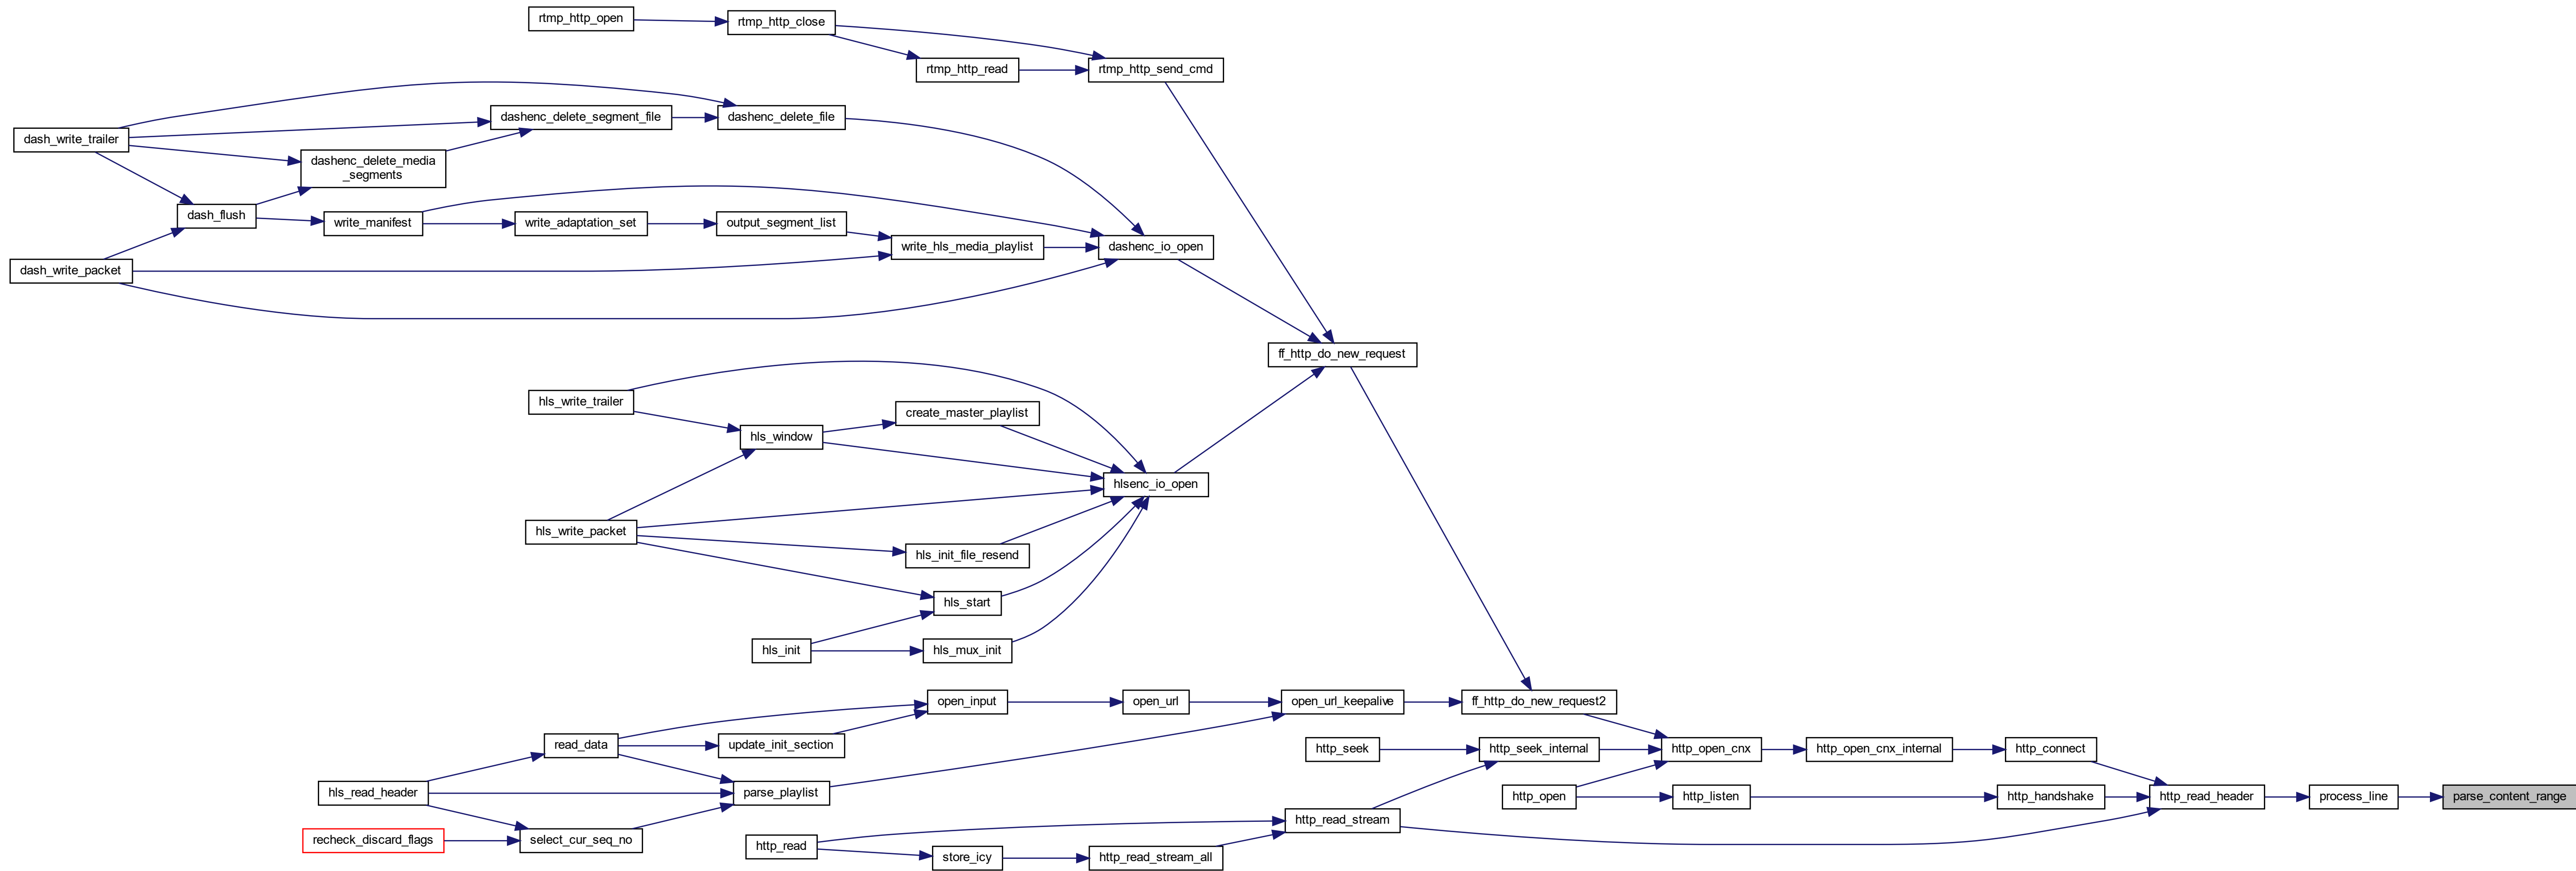 rtmp_http_open
rtmp_http_close
rtmp_http_read
rtmp_http_send_cmd
dash_write_trailer
dashenc_delete_segment_file
dashenc_delete_file
dashenc_delete_media
_segments
dash_flush
write_manifest
write_adaptation_set
output_segment_list
write_hls_media_playlist
dashenc_io_open
dash_write_packet
ff_http_do_new_request
hls_write_trailer
create_master_playlist
hls_window
hlsenc_io_open
hls_write_packet
hls_init_file_resend
hls_start
hls_init
hls_mux_init
open_input
open_url
open_url_keepalive
ff_http_do_new_request2
read_data
update_init_section
http_seek
http_seek_internal
http_open_cnx
http_open_cnx_internal
http_connect
hls_read_header
parse_playlist
http_open
http_listen
http_handshake
http_read_header
process_line
parse_content_range
recheck_discard_flags
select_cur_seq_no
http_read
http_read_stream
store_icy
http_read_stream_all